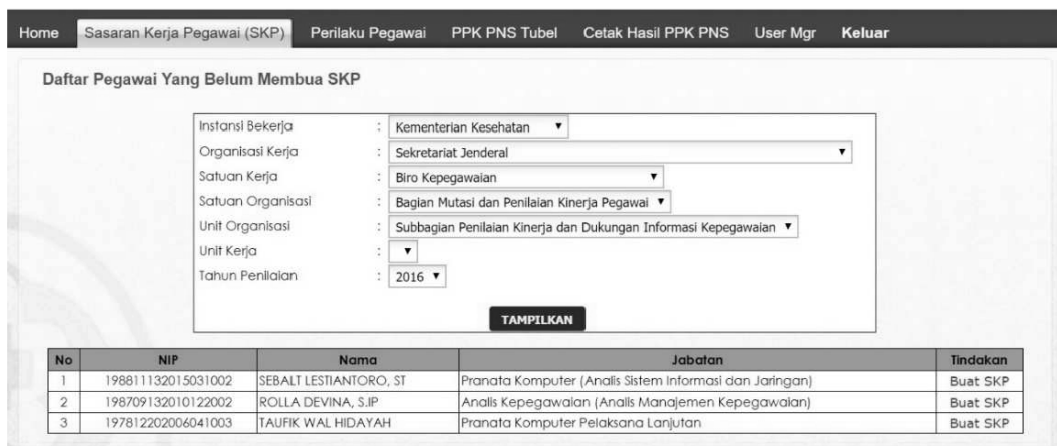 Home Sasaran Kerja Pegawai (SKP) Perilaku Pegawai PPK PNS Tubel Cetak Hasil PPK PNS User Mgr Keluar
Daftar Pegawai Yang Belum Membua SKP
Instansi Bekerja : Kementerian Kesehatan
Organisasi Kerja : Sekretariat Jenderal
Satuan Kerja : Biro Kepegawaian
Satuan Organisasi : Bagian Mutasi dan Penilaian Kinerja Pegawai
Unit Organisasi : Subbagian Penilaian Kinerja dan Dukungan Informasi Kepegawaian
Unit Kerja :
Tahun Penilaian : 2016
TAMPILKAN
No NIP Nama Jabatan Tindakan
1 198811132015031002 SEBALT LESTIANTORO, ST Pranata Komputer (Analis Sistem Informasi dan Jaringan) Buat SKP
2 198709132010122002 ROLLA DEVINA, S.IP Analis Kepegawaian (Analis Manajemen Kepegawaian) Buat SKP
3 197812202006041003 TAUFIK WAL HIDAYAH Pranata Komputer Pelaksana Lanjutan Buat SKP